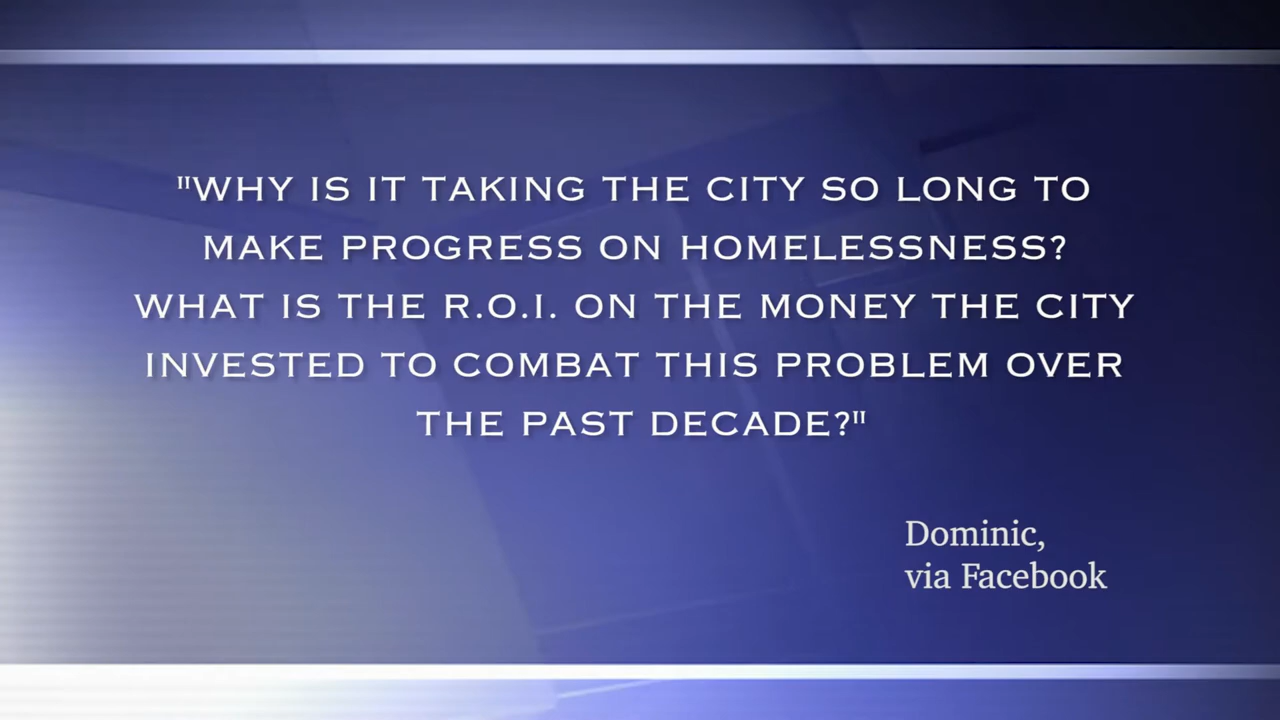 "WHY IS IT TAKING THE CITY SO LONG TO
MAKE PROGRESS ON HOMELESSNESS?
WHAT IS THE R.O.I. ON THE MONEY THE CITY
INVESTED TO COMBAT THIS PROBLEM OVER
THE PAST DECADE?"
Dominic,
via Facebook